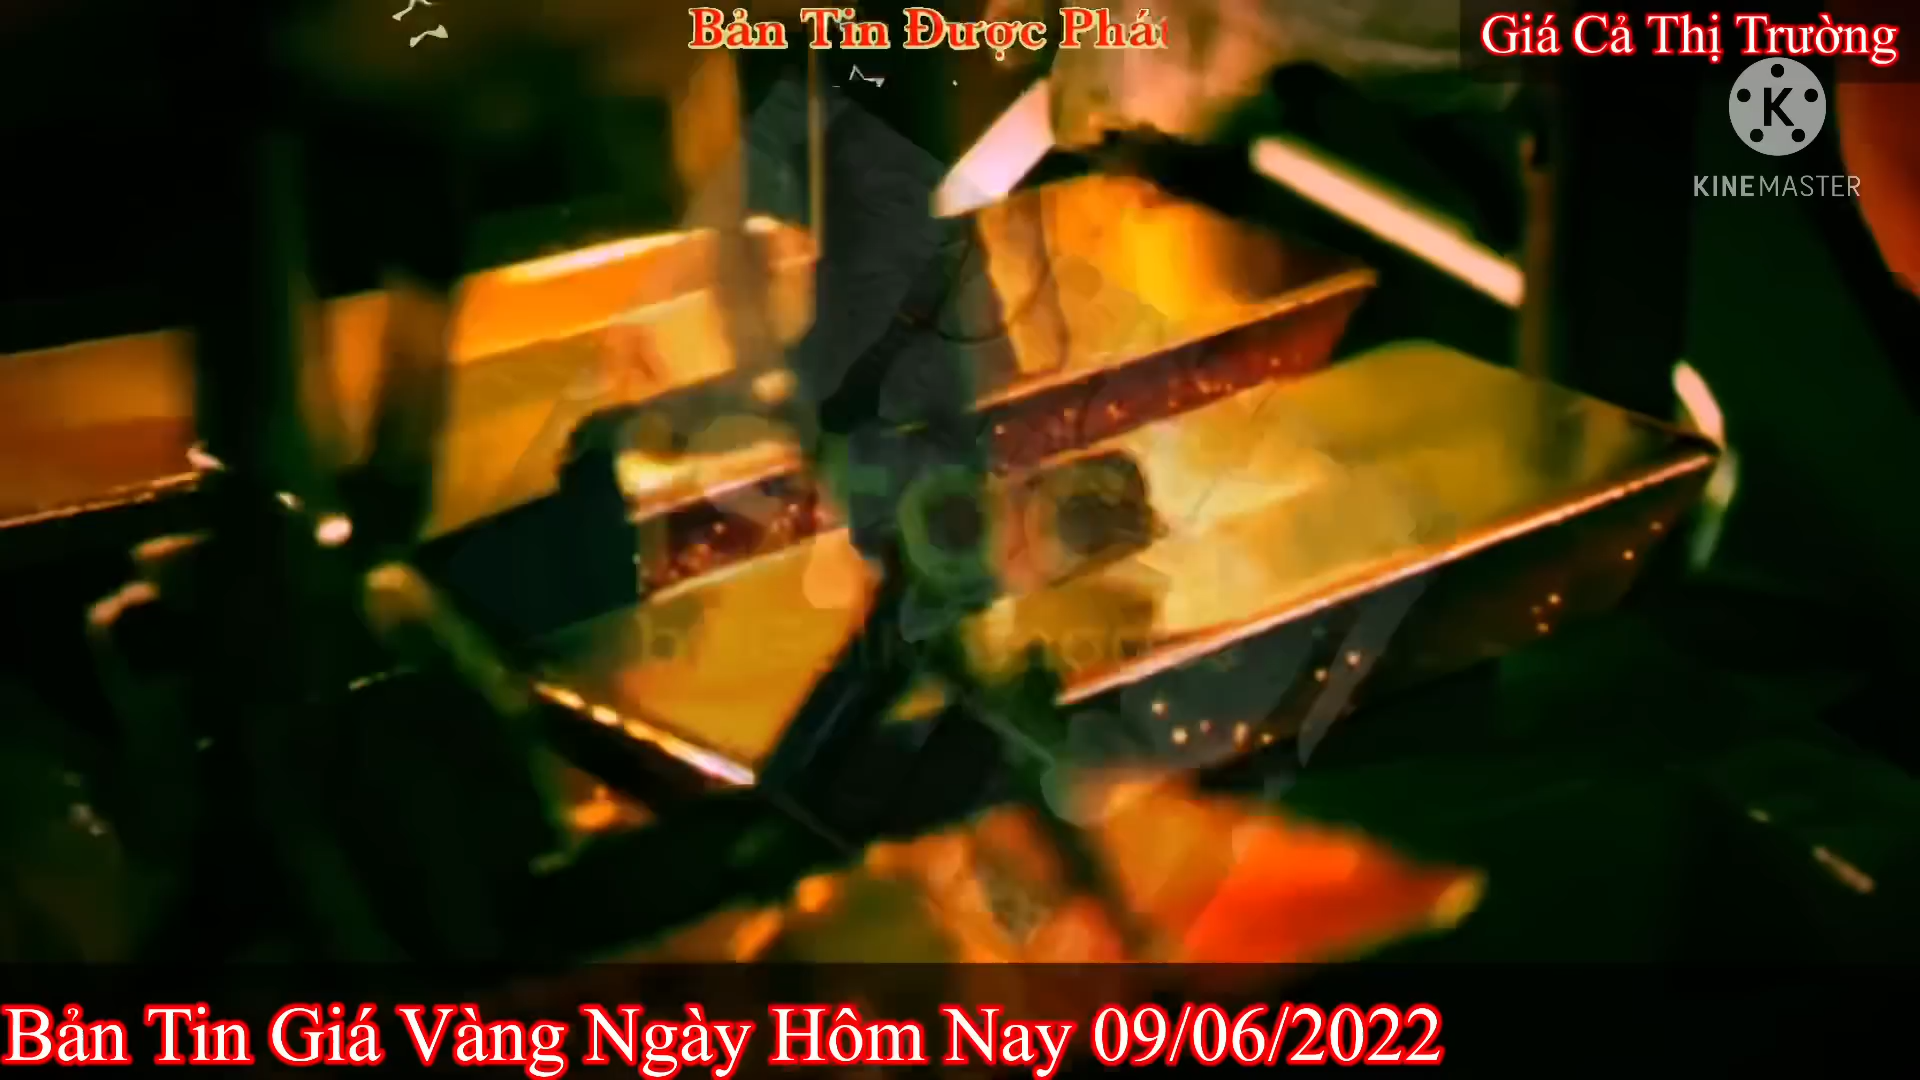 Bản Tin Được Phát
Giá Cả Thị Trường
K
KINEMASTER
Bản Tin Giá Vàng Ngày Hôm Nay 09/06/2022